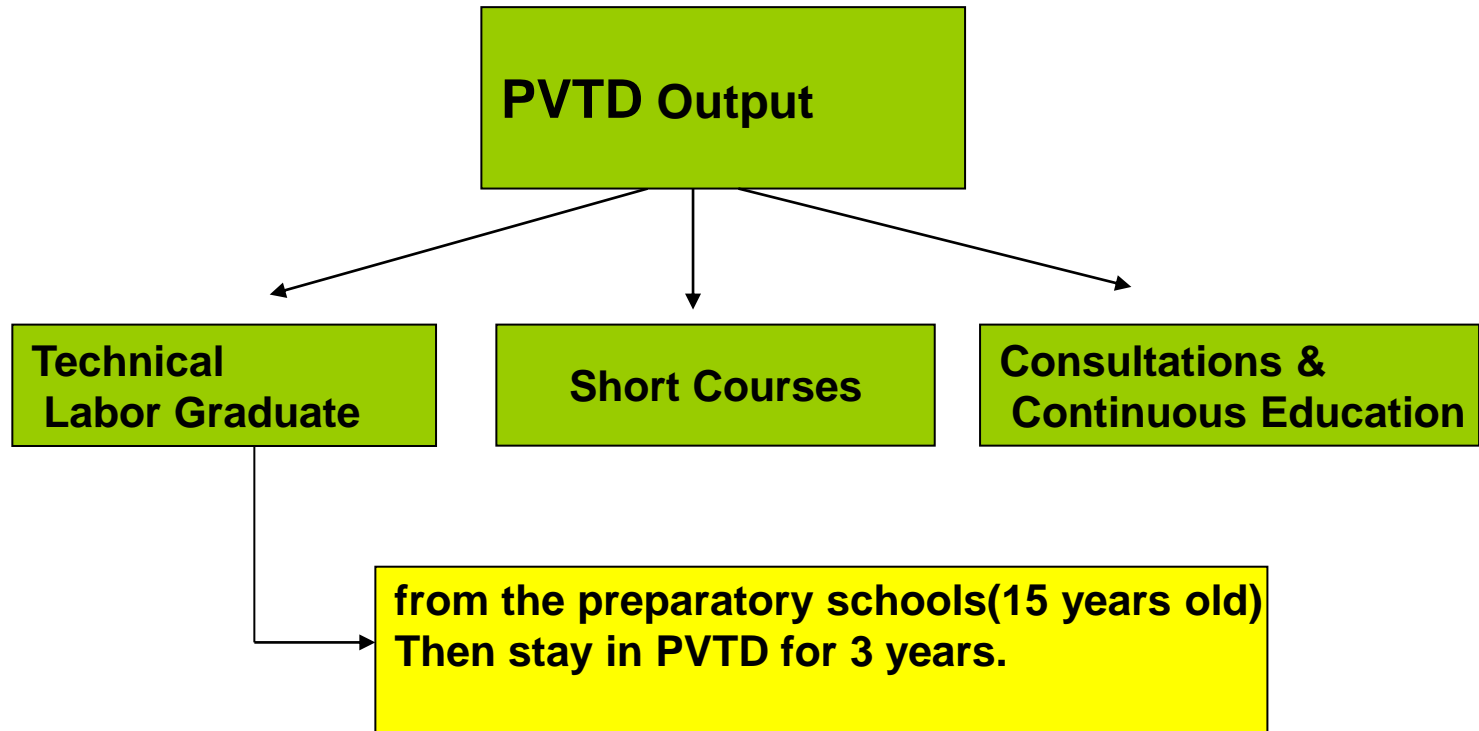 PVTD Output
Technical
Labor Graduate
Short Courses
Consultations &
Continuous Education
from the preparatory schools(15 years old)
Then stay in PVTD for 3 years.